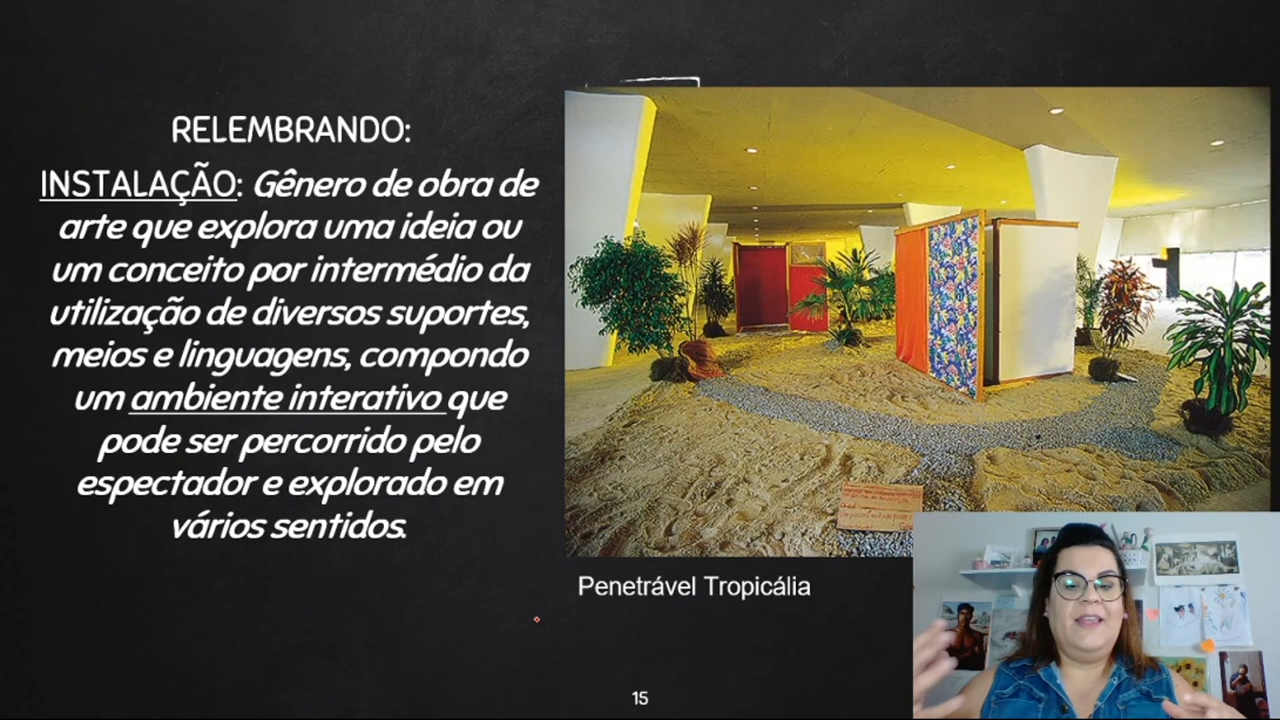 RELEMBRANDO:
INSTALAÇÃO: Gênero de obra de
arte que explora uma ideia ou
um conceito por intermédio da
utilização de diversos suportes,
meios e linguagens, compondo
um ambiente interativo que
pode ser percorrido pelo
espectador e explorado em
vários sentidos.
Penetrável Tropicália
15